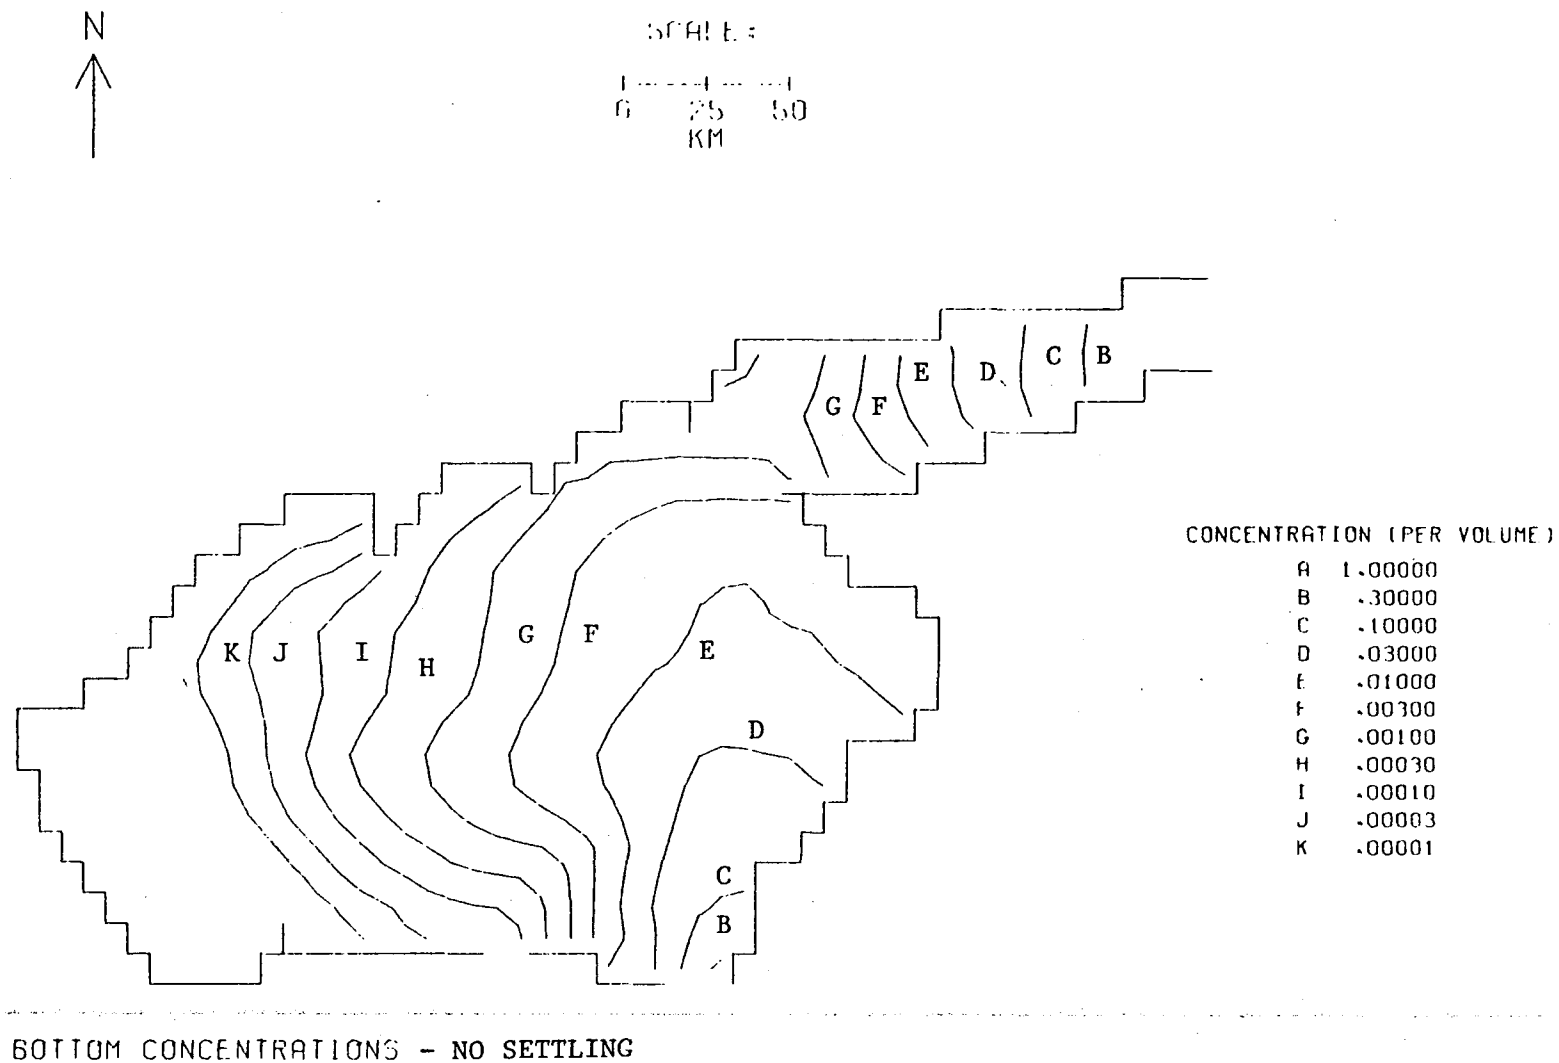 N
SCALE:
0 25 50
KM
C B
E D
G F
G F
K J I H E
D
C
B
CONCENTRATION (PER VOLUME)
A 1.00000
B .30000
C .10000
D .03000
E .01000
F .00300
G .00100
H .00030
I .00010
J .00003
K .00001
BOTTOM CONCENTRATIONS - NO SETTLING